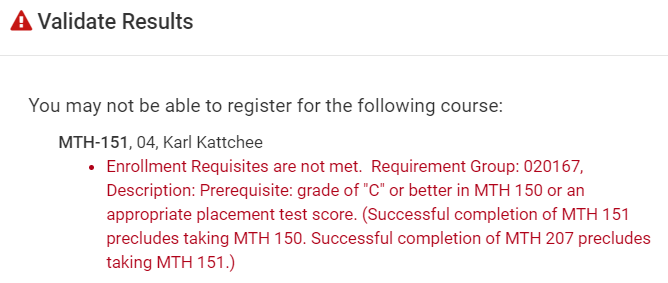 Validate Results
You may not be able to register for the following course:
MTH-151, 04, Karl Kattchee
• Enrollment Requisites are not met.  Requirement Group: 020167,
Description: Prerequisite: grade of "C" or better in MTH 150 or an
appropriate placement test score. (Successful completion of MTH 151
precludes taking MTH 150. Successful completion of MTH 207 precludes
taking MTH 151.)